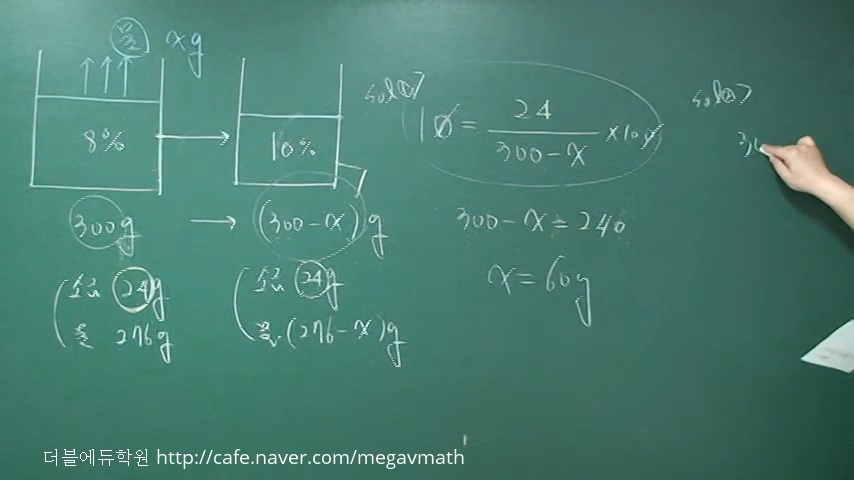 물 xg
8%
10%
300g → (300-x)g
소금 24g
물 276g
소금 24g
물 (276-x)g
sol①>
10 = 24/(300-x) × 100
300-x = 240
x = 60g
sol②>
더블에듀학원 http://cafe.naver.com/megavmath